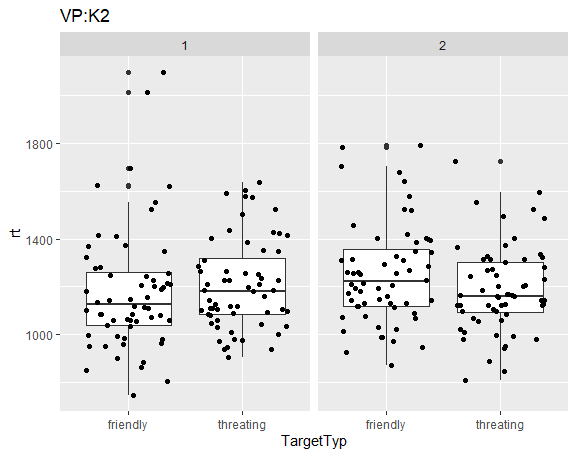 VP:K2
1 2
rt
1800
1400
1000
friendly threating friendly threating
TargetTyp